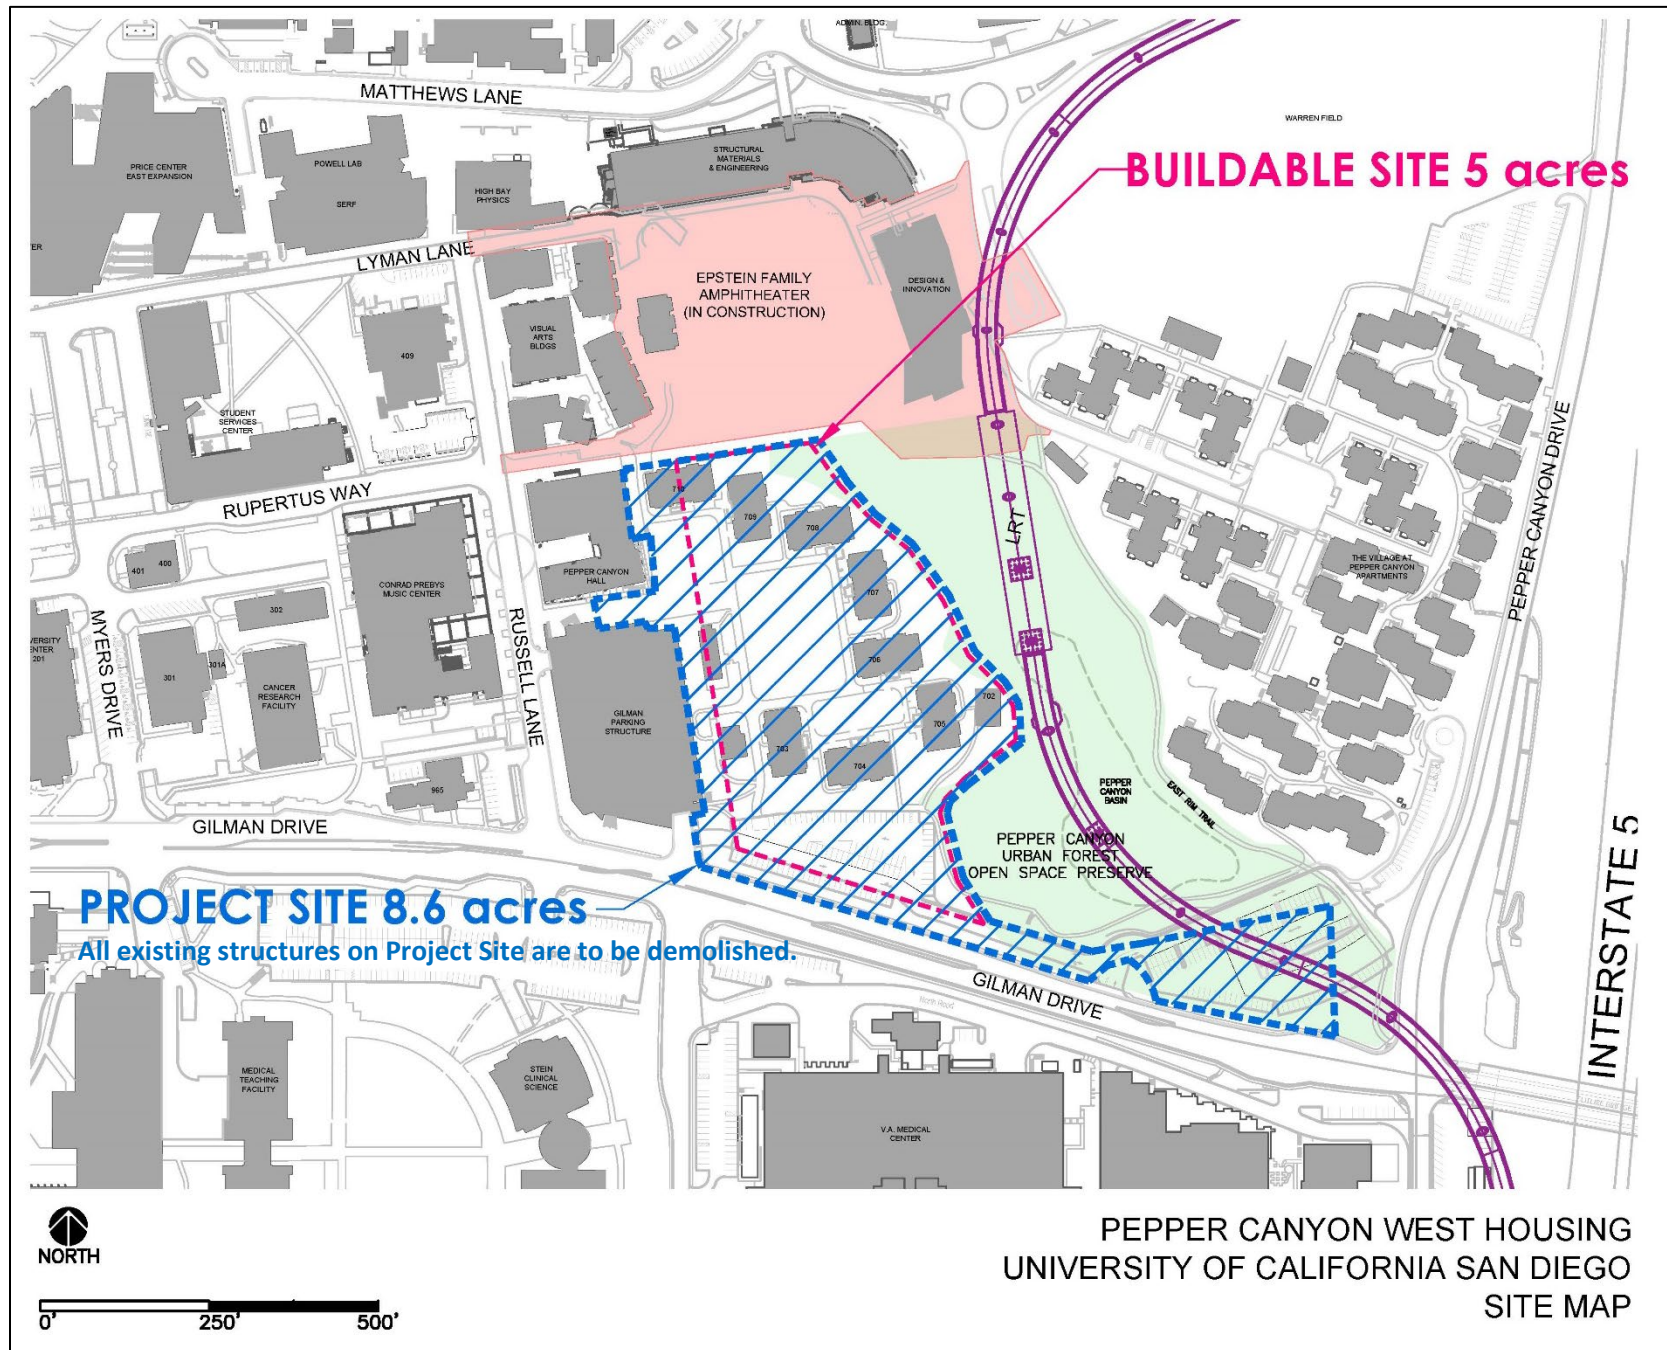 ADMIN. BLDG.
MATTHEWS LANE
WARREN FIELD
STRUCTURAL
MATERIALS
& ENGINEERING
BUILDABLE SITE 5 acres
PRICE CENTER
EAST EXPANSION
POWELL LAB
SERF
HIGH BAY
PHYSICS
LYMAN LANE
EPSTEIN FAMILY
AMPHITHEATER
(IN CONSTRUCTION)
DESIGN &
INNOVATION
VISUAL
ARTS
BLDGS
409
STUDENT
SERVICES
CENTER
RUPERTUS WAY
PEPPER CANYON DRIVE
710
709
708
LRT
401
400
CONRAD PREBYS
MUSIC CENTER
PEPPER CANYON
HALL
THE VILLAGE AT
PEPPER CANYON
APARTMENTS
302
707
MYERS DRIVE
RUSSELL LANE
201
301
301A
CANCER
RESEARCH
FACILITY
706
702
GILMAN
PARKING
STRUCTURE
705
703
704
965
PEPPER
CANYON
BASIN
EAST RIM TRAIL
GILMAN DRIVE
PEPPER CANYON
URBAN FOREST
OPEN SPACE PRESERVE
INTERSTATE 5
PROJECT SITE 8.6 acres
All existing structures on Project Site are to be demolished.
GILMAN DRIVE
North Road
MEDICAL
TEACHING
FACILITY
STEIN
CLINICAL
SCIENCE
V.A. MEDICAL
CENTER
NORTH
0' 250' 500'
PEPPER CANYON WEST HOUSING
UNIVERSITY OF CALIFORNIA SAN DIEGO
SITE MAP